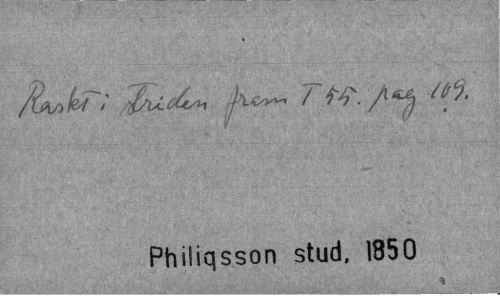 Raskt i striden fram T 55. pag 109.
Philiqsson stud, 1850